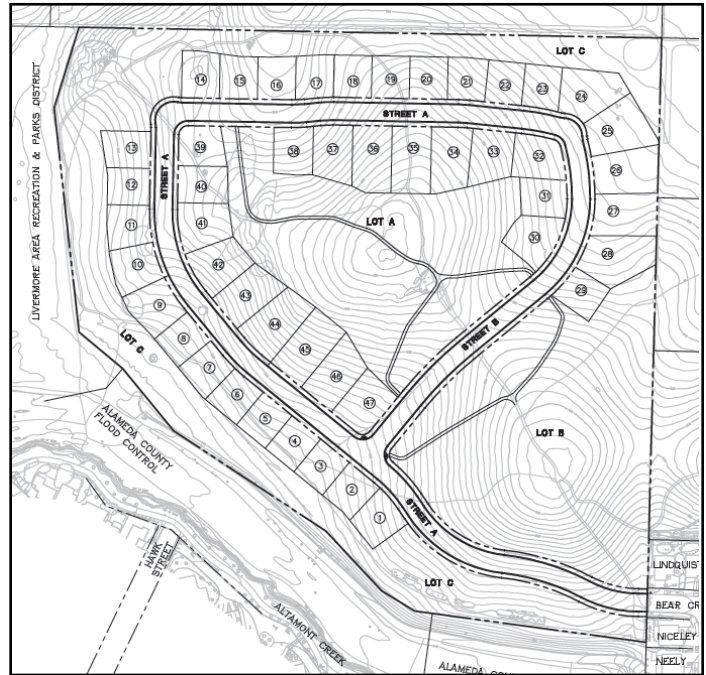 LOT C
14
15
16
17
18
19
20
21
22
23
24
25
STREET A
LIVERMORE AREA RECREATION & PARKS DISTRICT
13
39
38
37
36
35
34
33
32
26
12
STREET A
40
31
27
11
41
LOT A
30
28
10
42
29
9
43
8
44
STREET B
LOT C
7
45
6
46
5
47
ALAMEDA COUNTY
FLOOD CONTROL
4
LOT B
3
2
1
STREET A
HAWK
STREET
LOT C
LINDQUIS
BEAR CR
ALTAMONT CREEK
NICELEY
NEELY
ALAMEDA COUN